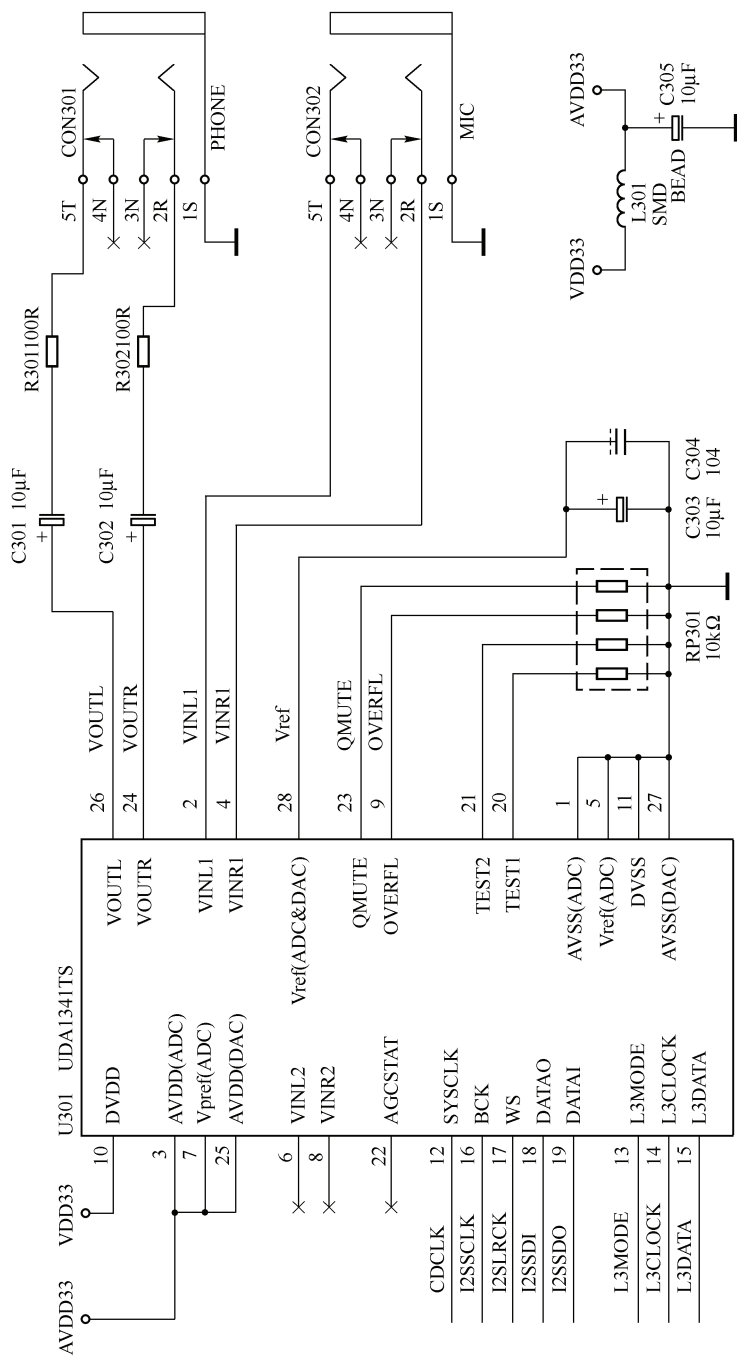 U301 UDA1341TS
VDD33
AVDD33
10 DVDD
3 AVDD(ADC)
7 Vpref(ADC)
25 AVDD(DAC)
6 VINL2
8 VINR2
22 AGCSTAT
CDCLK 12 SYSCLK
I2SSCLK 16 BCK
I2SLRCK 17 WS
I2SSDI 18 DATAO
I2SSDO 19 DATAI
L3MODE 13 L3MODE
L3CLOCK 14 L3CLOCK
L3DATA 15 L3DATA
VOUTL 26 VOUTL
VOUTR 24 VOUTR
VINL1 2 VINL1
VINR1 4 VINR1
Vref(ADC&DAC) 28 Vref
QMUTE 23 QMUTE
OVERFL 9 OVERFL
TEST2 21
TEST1 20
AVSS(ADC) 1
Vref(ADC) 5
DVSS 11
AVSS(DAC) 27
C301 10μF
+
R301100R
C302 10μF
+
R302100R
CON301
5T
4N
3N
2R
1S
PHONE
CON302
5T
4N
3N
2R
1S
MIC
RP301
10kΩ
+
C303
10μF
C304
104
VDD33
L301
SMD
BEAD
AVDD33
+
C305
10μF